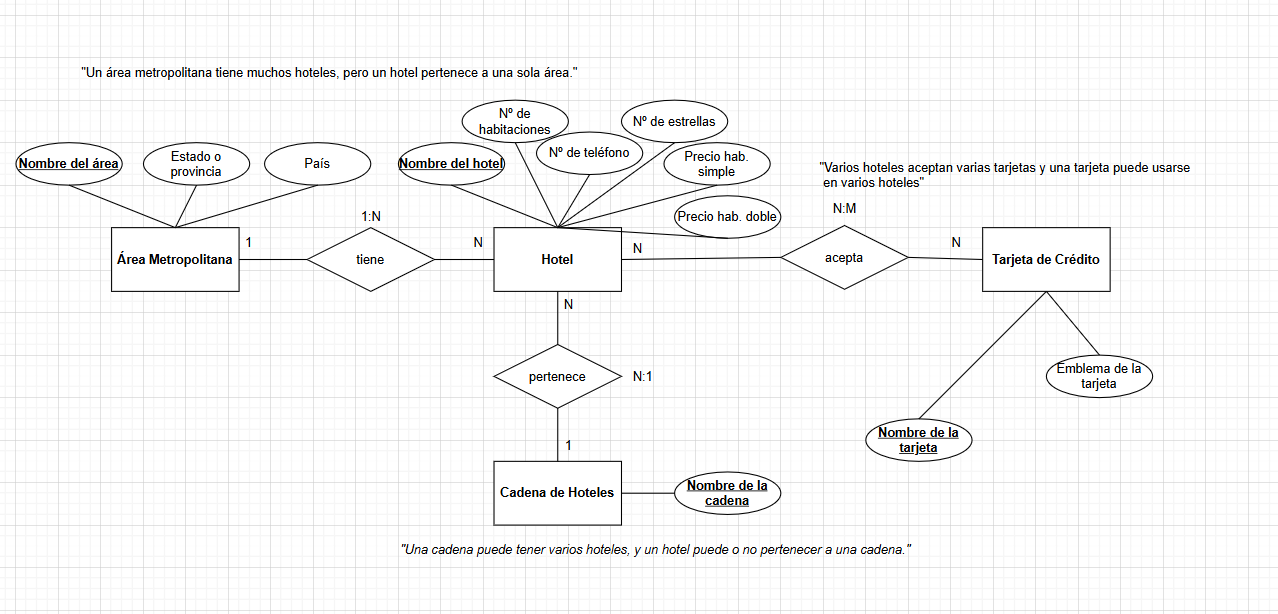 "Un área metropolitana tiene muchos hoteles, pero un hotel pertenece a una sola área."
Nº de
habitaciones
Nº de estrellas
Nº de teléfono
Nombre del área
Estado o
provincia
País
Nombre del hotel
Precio hab.
simple
"Varios hoteles aceptan varias tarjetas y una tarjeta puede usarse
en varios hoteles"
Precio hab. doble
1:N
N:M
1
N
N
N
Área Metropolitana
tiene
Hotel
acepta
Tarjeta de Crédito
N
pertenece
N:1
Emblema de la
tarjeta
1
Nombre de la
tarjeta
Cadena de Hoteles
Nombre de la
cadena
"Una cadena puede tener varios hoteles, y un hotel puede o no pertenecer a una cadena."